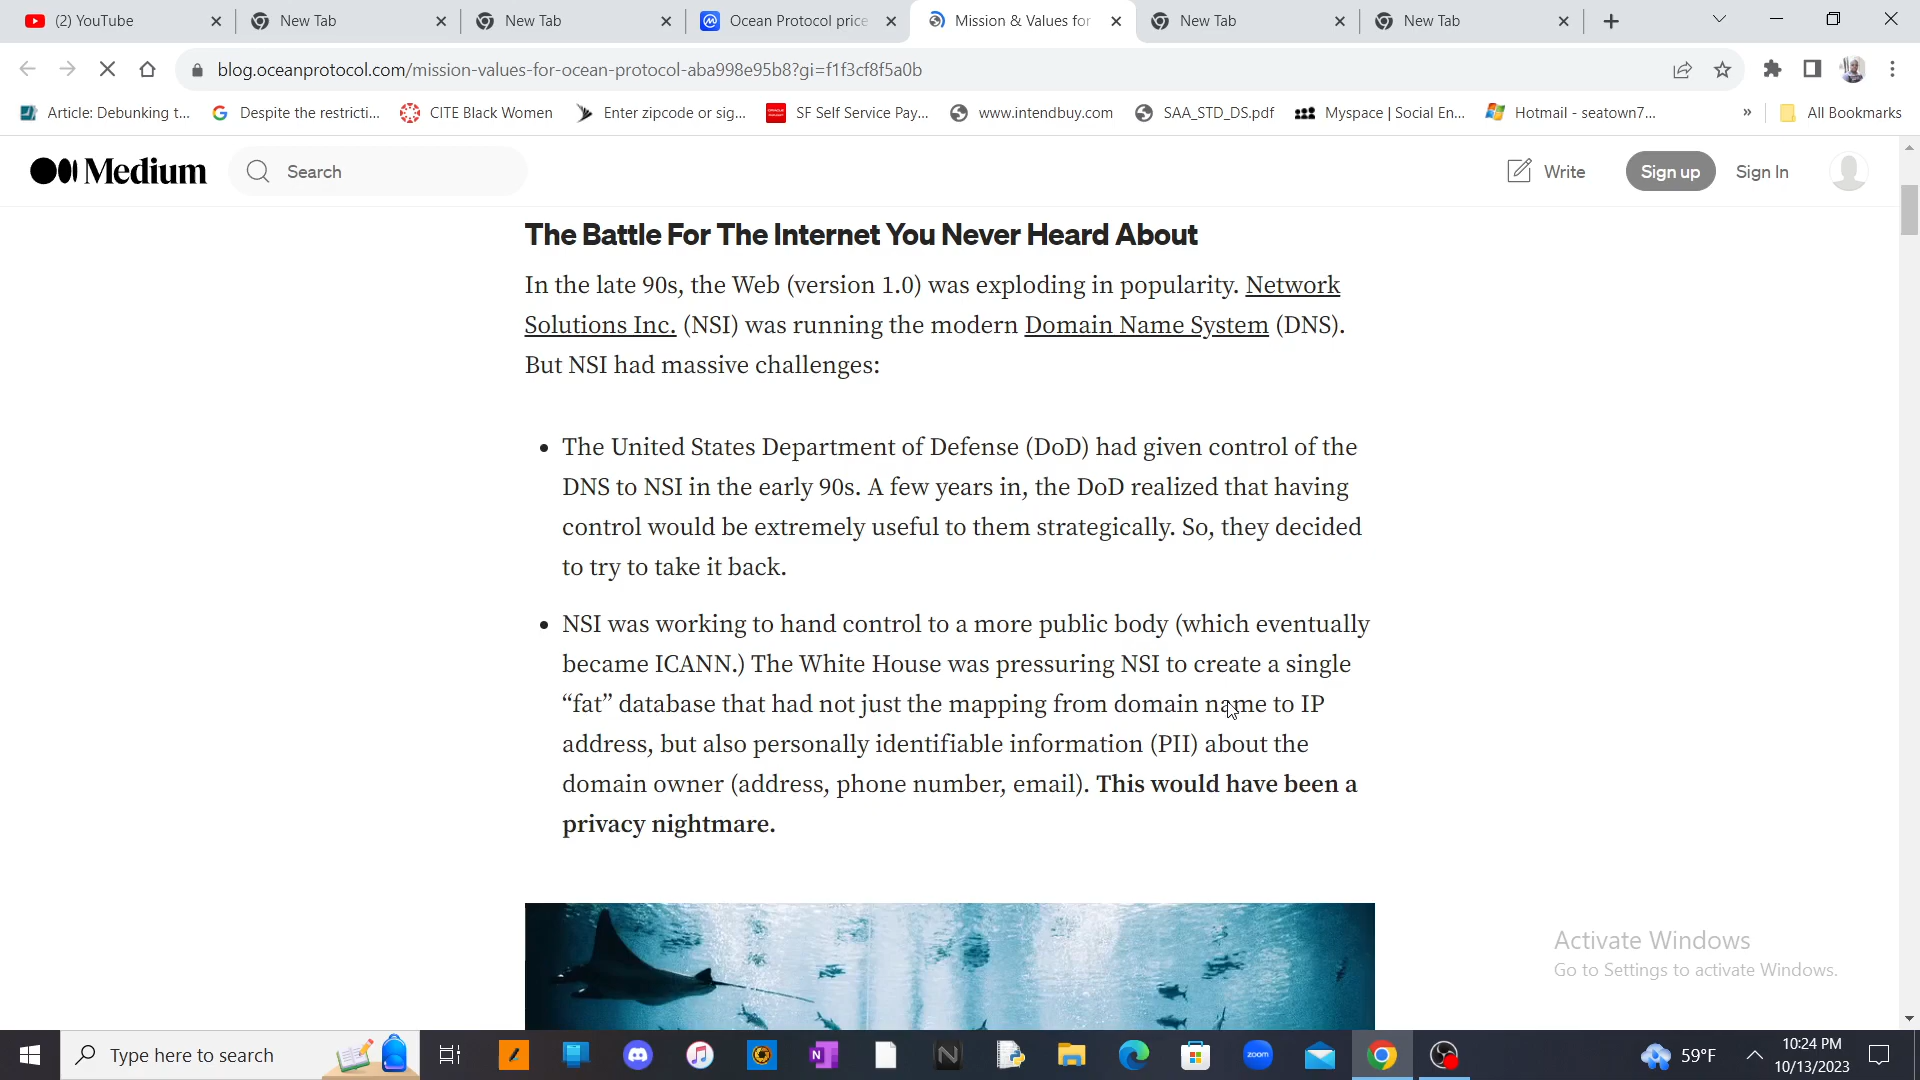 (2) YouTube
New Tab
New Tab
Ocean Protocol price
Mission & Values for
New Tab
New Tab
blog.oceanprotocol.com/mission-values-for-ocean-protocol-aba998e95b8?gi=f1f3cf8f5a0b
Article: Debunking t...
Despite the restricti...
CITE Black Women
Enter zipcode or sig...
SF Self Service Pay...
www.intendbuy.com
SAA_STD_DS.pdf
Myspace | Social En...
Hotmail - seatown7...
»
All Bookmarks
Medium
Search
Write
Sign up
Sign In
The Battle For The Internet You Never Heard About
In the late 90s, the Web (version 1.0) was exploding in popularity. Network
Solutions Inc. (NSI) was running the modern Domain Name System (DNS).
But NSI had massive challenges:
• The United States Department of Defense (DoD) had given control of the
DNS to NSI in the early 90s. A few years in, the DoD realized that having
control would be extremely useful to them strategically. So, they decided
to try to take it back.
• NSI was working to hand control to a more public body (which eventually
became ICANN.) The White House was pressuring NSI to create a single
“fat” database that had not just the mapping from domain name to IP
address, but also personally identifiable information (PII) about the
domain owner (address, phone number, email). This would have been a
privacy nightmare.
Activate Windows
Go to Settings to activate Windows.
Type here to search
N
N
zoom
59°F
10:24 PM
10/13/2023